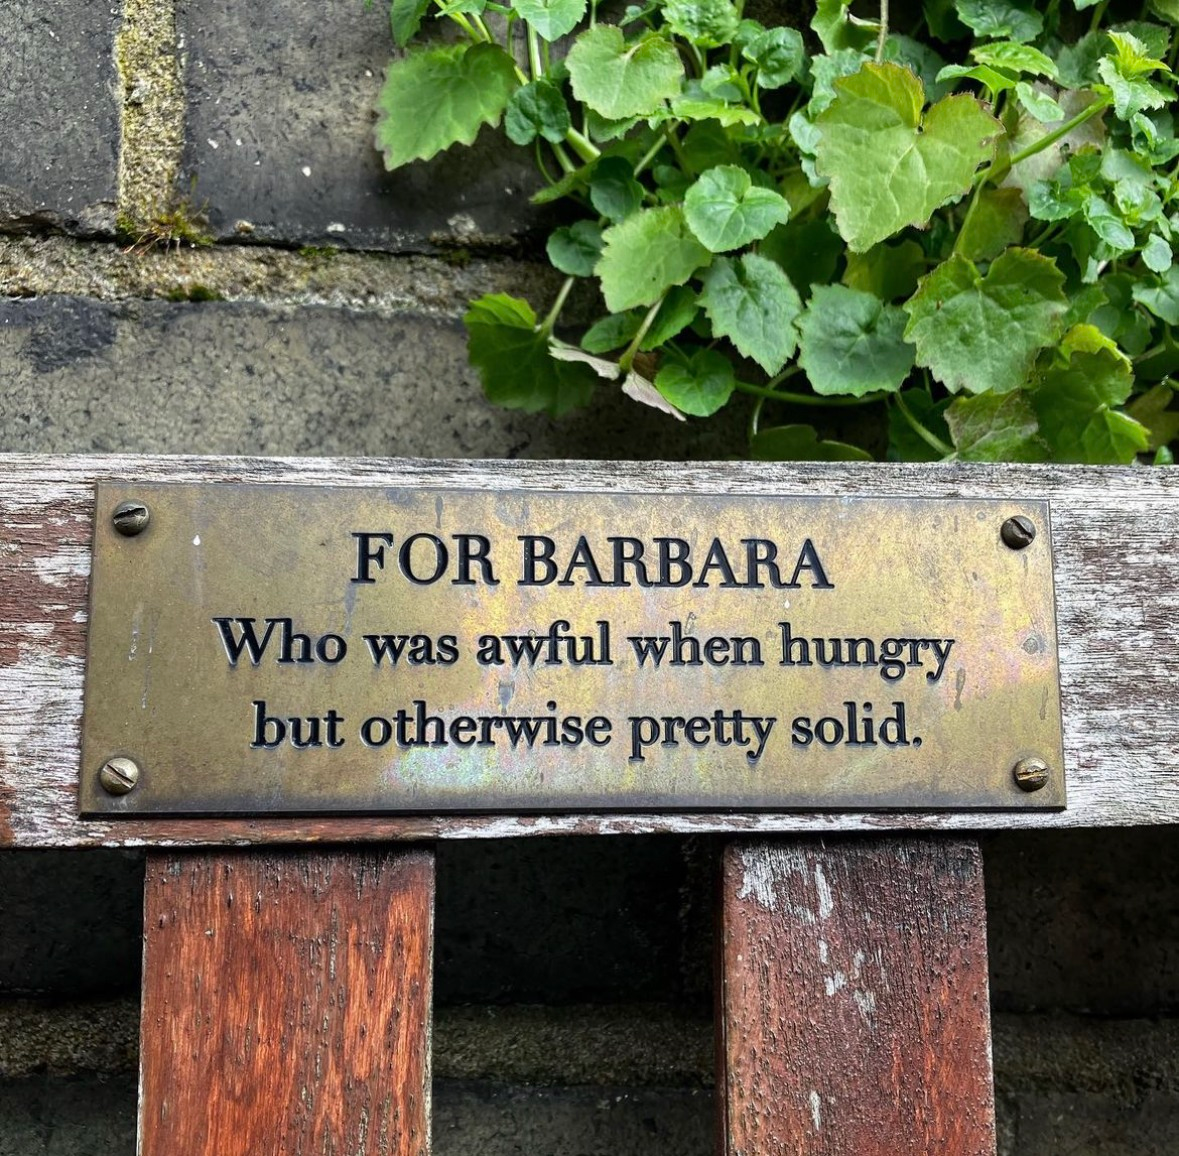 FOR BARBARA
Who was awful when hungry
but otherwise pretty solid.